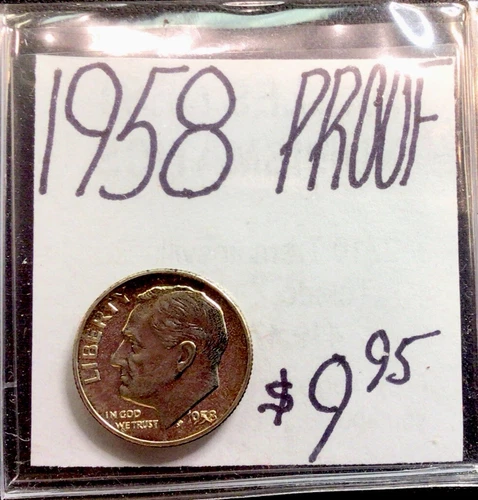 1958 PROOF
LIBERTY
IN GOD
WE TRUST
1958
$9.95